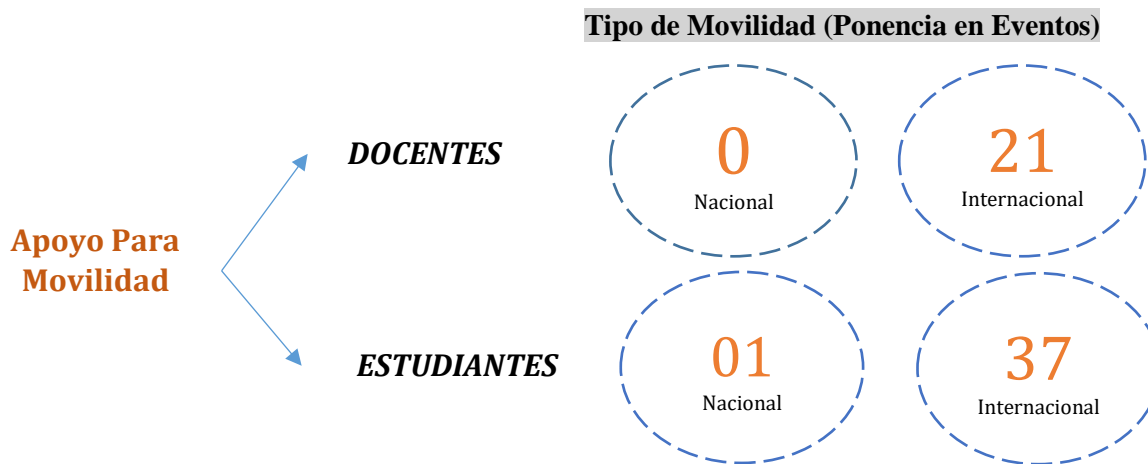 Tipo de Movilidad (Ponencia en Eventos)
DOCENTES
0
Nacional
21
Internacional
Apoyo Para
Movilidad
ESTUDIANTES
01
Nacional
37
Internacional